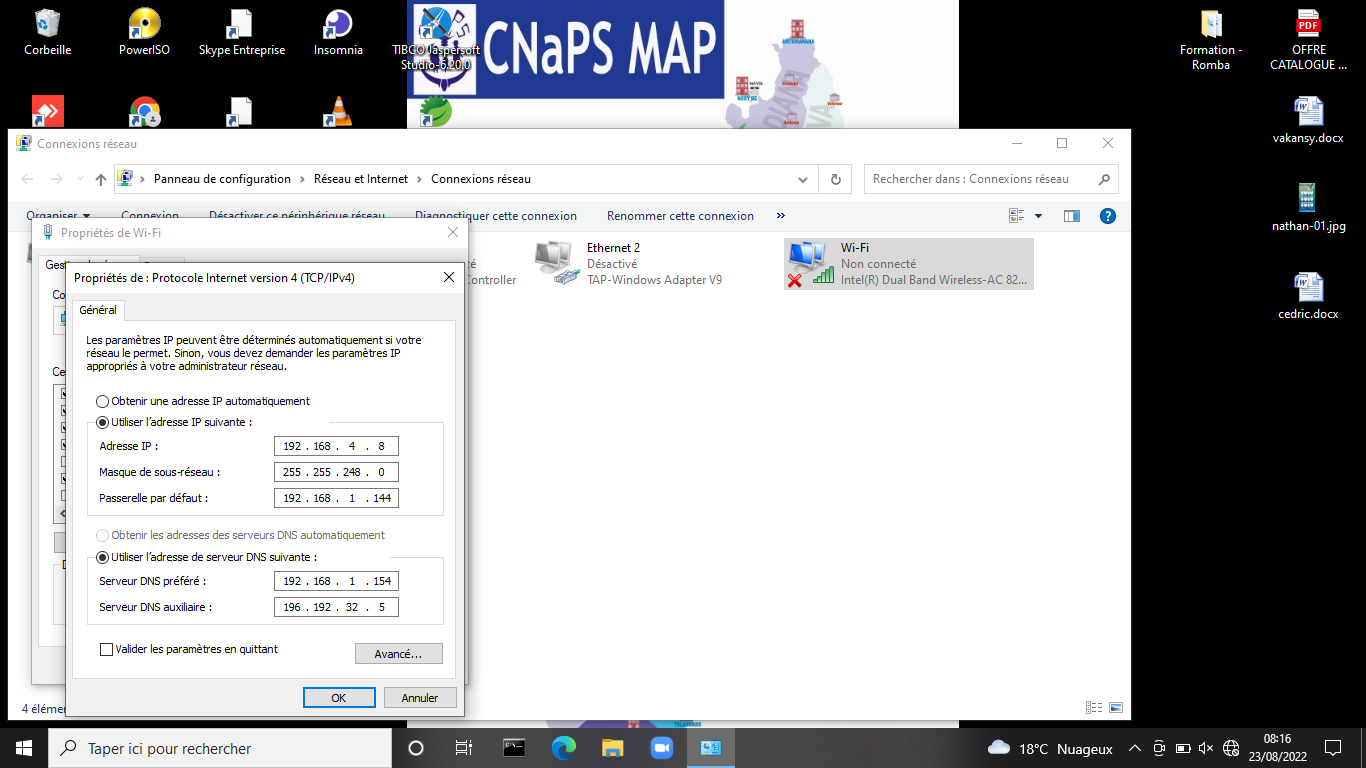 Corbeille
PowerISO
Skype Entreprise
Insomnia
TIBCO Jaspersoft
Studio-6.20.0
CNaPS MAP
Formation -
Romba
OFFRE
CATALOGUE ...
vakansy.docx
nathan-01.jpg
cedric.docx
Connexions réseau
Panneau de configuration
Réseau et Internet
Connexions réseau
Rechercher dans : Connexions réseau
Organiser
Connexion
Désactiver ce périphérique réseau
Diagnostiquer cette connexion
Renommer cette connexion
»
Ethernet 2
Désactivé
TAP-Windows Adapter V9
Wi-Fi
Non connecté
Intel(R) Dual Band Wireless-AC 82...
Controller
Propriétés de Wi-Fi
Propriétés de : Protocole Internet version 4 (TCP/IPv4)
Général
Les paramètres IP peuvent être déterminés automatiquement si votre
réseau le permet. Sinon, vous devez demander les paramètres IP
appropriés à votre administrateur réseau.
Obtenir une adresse IP automatiquement
Utiliser l'adresse IP suivante :
Adresse IP : 192 . 168 . 4 . 8
Masque de sous-réseau : 255 . 255 . 248 . 0
Passerelle par défaut : 192 . 168 . 1 . 144
Obtenir les adresses des serveurs DNS automatiquement
Utiliser l'adresse de serveur DNS suivante :
Serveur DNS préféré : 192 . 168 . 1 . 154
Serveur DNS auxiliaire : 196 . 192 . 32 . 5
Valider les paramètres en quittant
Avancé...
OK
Annuler
Taper ici pour rechercher
18°C Nuageux
08:16
23/08/2022